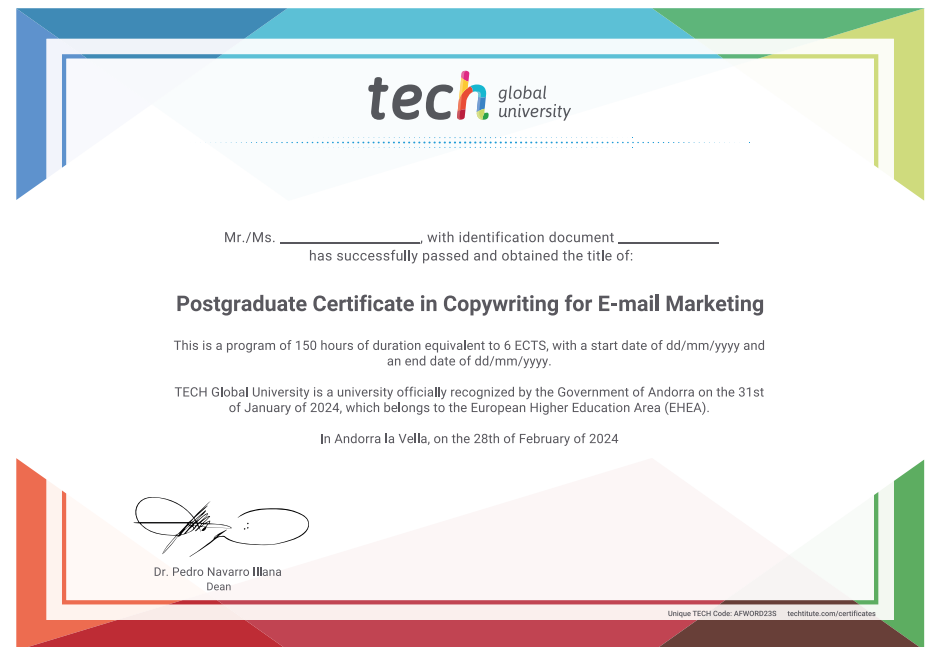 tech global
university
Mr./Ms. ____________, with identification document _________
has successfully passed and obtained the title of:
Postgraduate Certificate in Copywriting for E-mail Marketing
This is a program of 150 hours of duration equivalent to 6 ECTS, with a start date of dd/mm/yyyy and
an end date of dd/mm/yyyy.
TECH Global University is a university officially recognized by the Government of Andorra on the 31st
of January of 2024, which belongs to the European Higher Education Area (EHEA).
In Andorra la Vella, on the 28th of February of 2024
Dr. Pedro Navarro Illana
Dean
Unique TECH Code: AFWORD23S techtitute.com/certificates